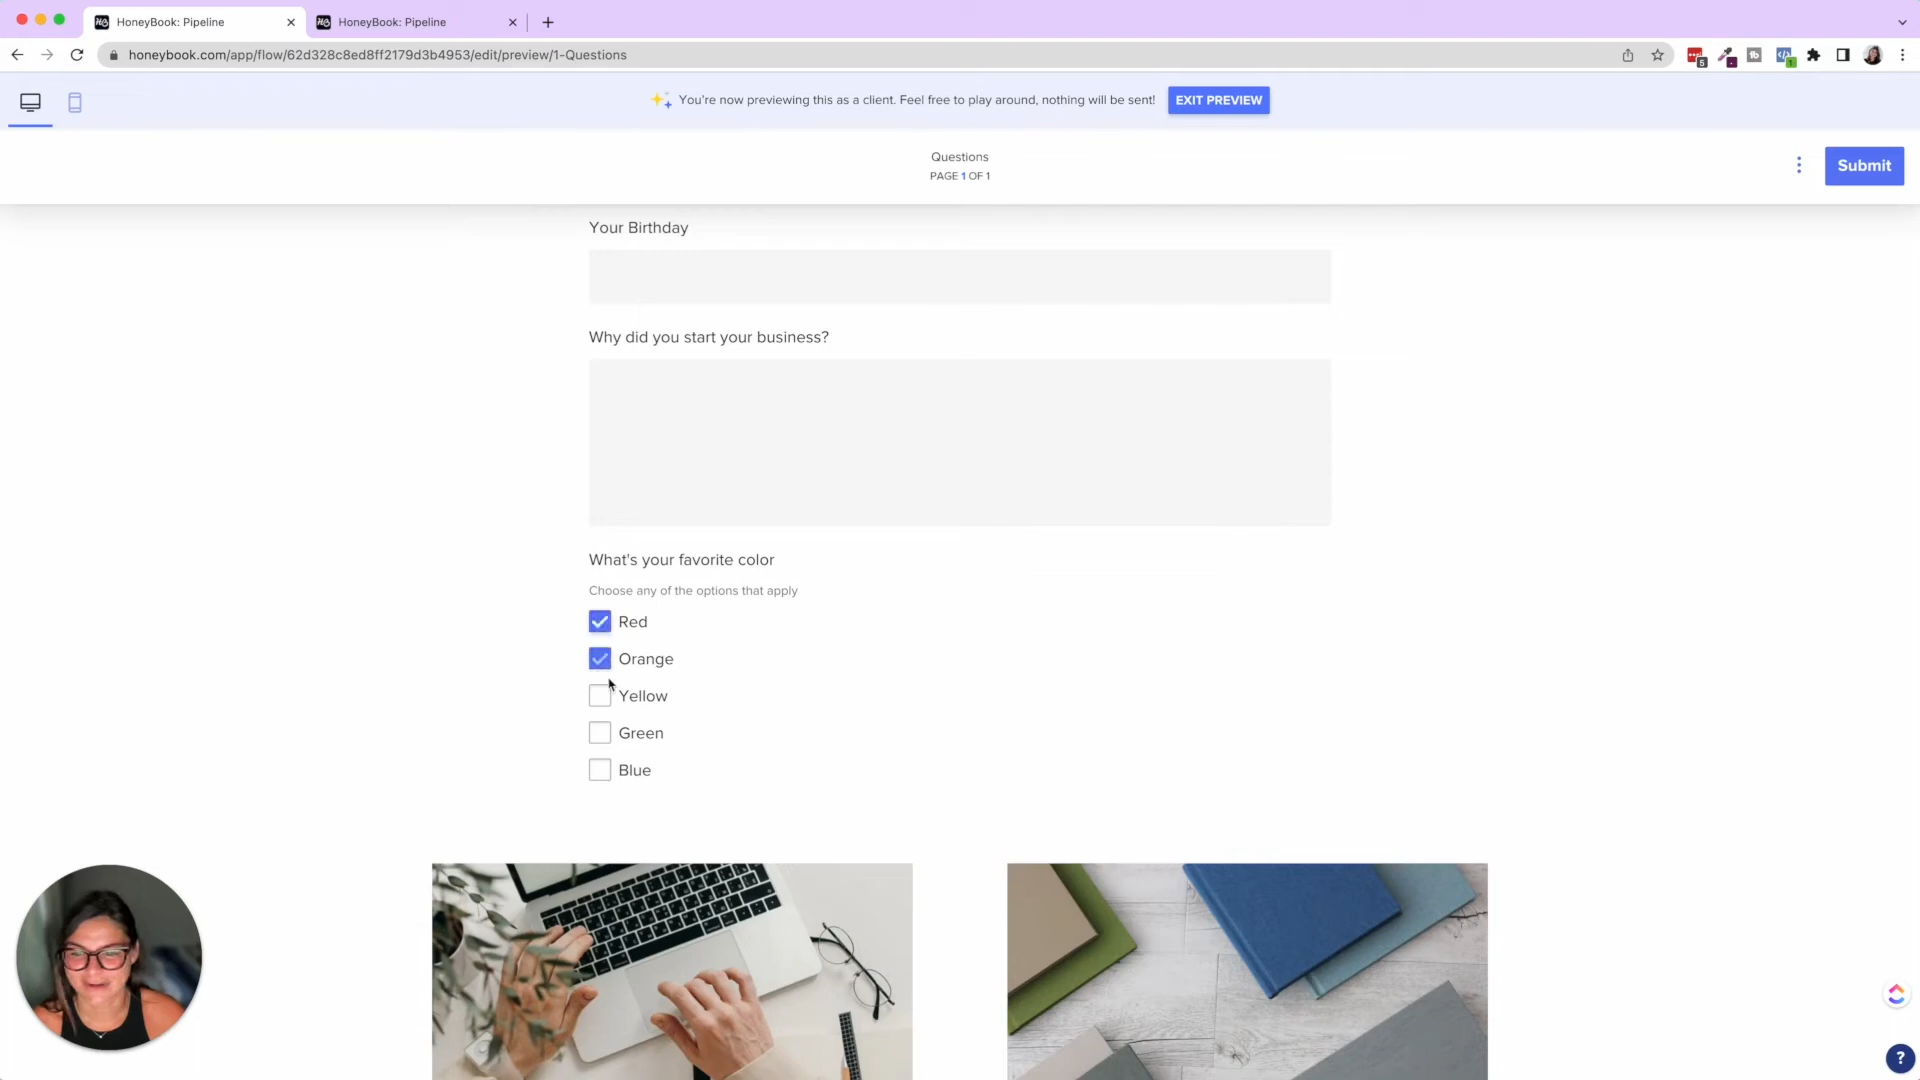 HoneyBook: Pipeline
HoneyBook: Pipeline
honeybook.com/app/flow/62d328c8ed8ff2179d3b4953/edit/preview/1-Questions
5
1
You're now previewing this as a client. Feel free to play around, nothing will be sent!
EXIT PREVIEW
Questions
PAGE 1 OF 1
Submit
Your Birthday
Why did you start your business?
What's your favorite color
Choose any of the options that apply
Red
Orange
Yellow
Green
Blue
?